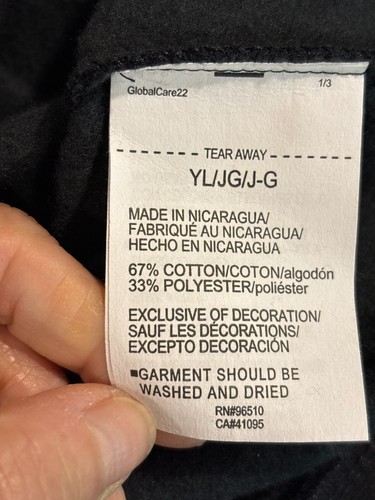 GlobalCare22
1/3
------- TEAR AWAY -------
YL/JG/J-G
MADE IN NICARAGUA/
FABRIQUÉ AU NICARAGUA/
HECHO EN NICARAGUA
67% COTTON/COTON/algodón
33% POLYESTER/poliéster
EXCLUSIVE OF DECORATION/
SAUF LES DÉCORATIONS/
EXCEPTO DECORACIÓN
▪GARMENT SHOULD BE
WASHED AND DRIED
RN#96510
CA#41095